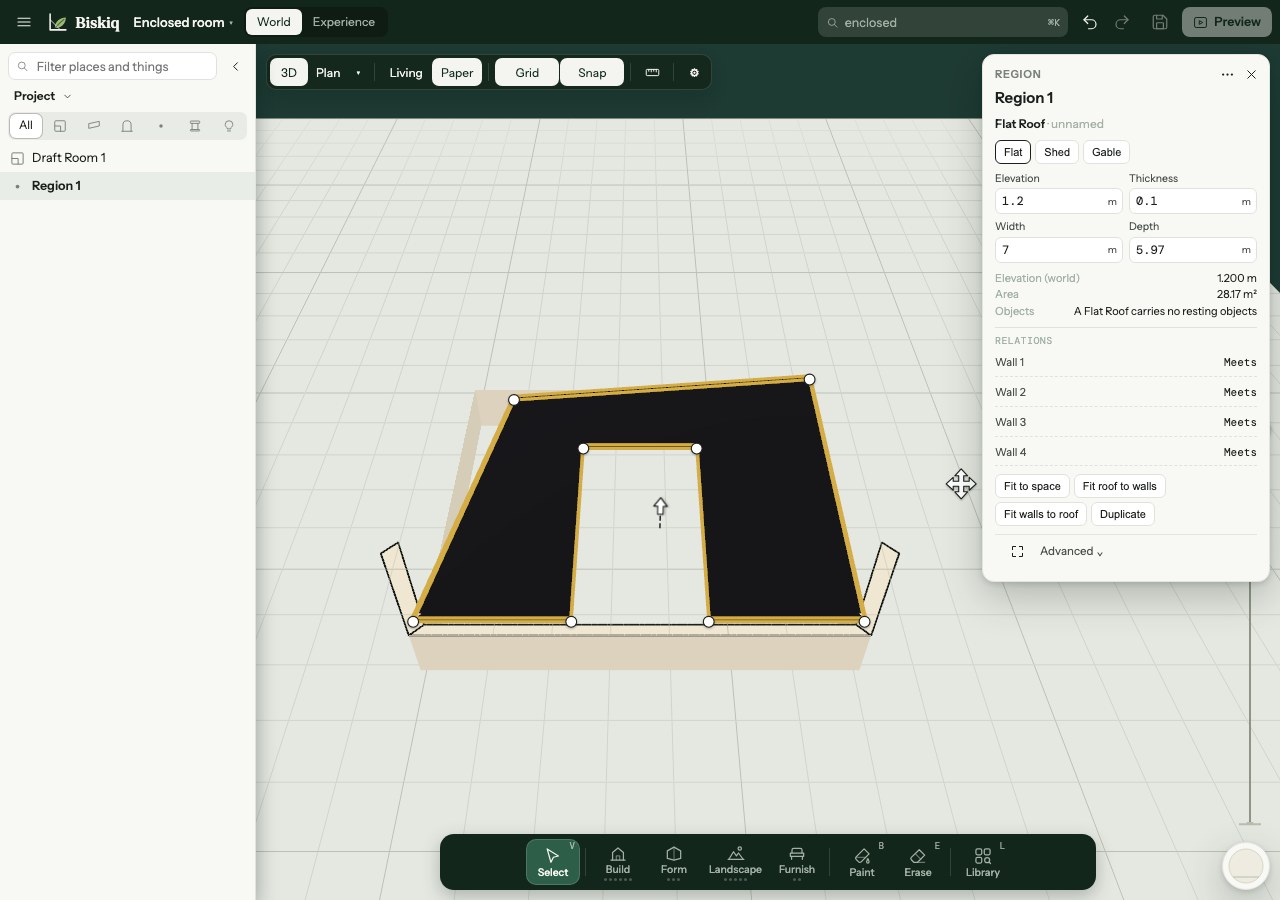 Biskiq
Enclosed room
World
Experience
enclosed
⌘K
Preview
Filter places and things
Project
All
Draft Room 1
Region 1
3D
Plan
Living
Paper
Grid
Snap
REGION
Region 1
Flat Roof · unnamed
Flat
Shed
Gable
Elevation
Thickness
1.2 m
0.1 m
Width
Depth
7 m
5.97 m
Elevation (world) 1.200 m
Area 28.17 m²
Objects A Flat Roof carries no resting objects
RELATIONS
Wall 1 Meets
Wall 2 Meets
Wall 3 Meets
Wall 4 Meets
Fit to space
Fit roof to walls
Fit walls to roof
Duplicate
Advanced
Select V
Build
Form
Landscape
Furnish
Paint B
Erase E
Library L